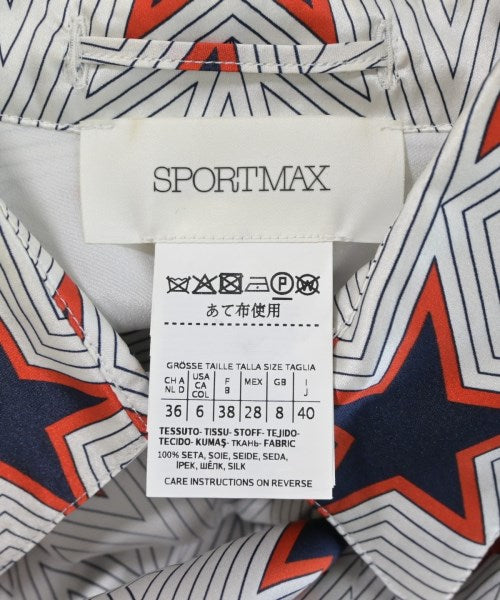 SPORTMAX
P W
あて布使用
GRÖSSE TAILLE TALLA SIZE TAGLIA
CH A NL D USA CA COL F B MEX GB I J
36 6 38 28 8 40
TESSUTO- TISSU- STOFF- TEJIDO-
TECIDO- KUMAŞ- ТКАНЬ- FABRIC
100% SETA, SOIE, SEIDE, SEDA,
İPEK, ШЁЛК, SILK
CARE INSTRUCTIONS ON REVERSE